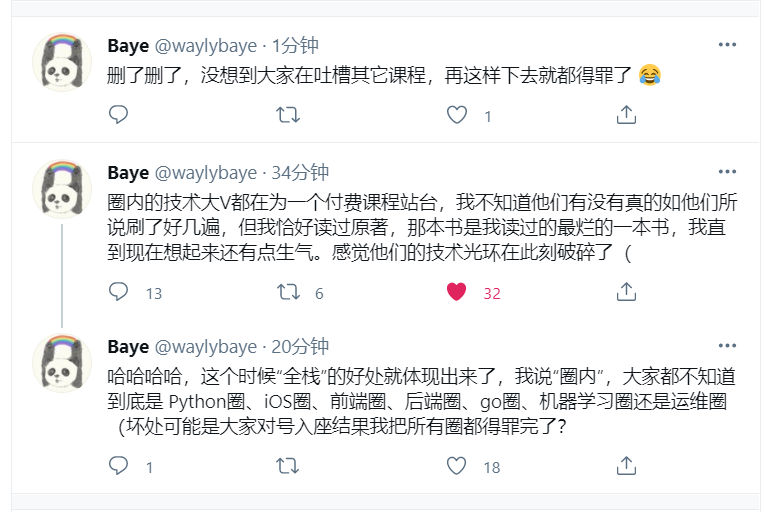 Baye @waylybaye · 1分钟
删了删了，没想到大家在吐槽其它课程，再这样下去就都得罪了 😂
1
Baye @waylybaye · 34分钟
圈内的技术大V都在为一个付费课程站台，我不知道他们有没有真的如他们所
说刷了好几遍，但我恰好读过原著，那本书是我读过的最烂的一本书，我直
到现在想起来还有点生气。感觉他们的技术光环在此刻破碎了（
13 6 32
Baye @waylybaye · 20分钟
哈哈哈哈，这个时候“全栈”的好处就体现出来了，我说“圈内”，大家都不知道
到底是 Python圈、iOS圈、前端圈、后端圈、go圈、机器学习圈还是运维圈
（坏处可能是大家对号入座结果我把所有圈都得罪完了？
1 18